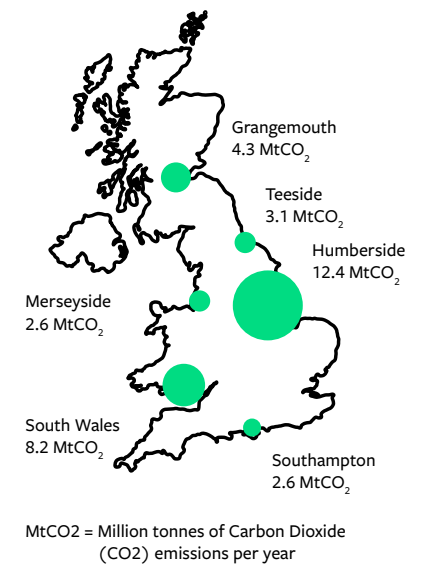 Grangemouth
4.3 MtCO₂
Teeside
3.1 MtCO₂
Humberside
12.4 MtCO₂
Merseyside
2.6 MtCO₂
South Wales
8.2 MtCO₂
Southampton
2.6 MtCO₂
MtCO2 = Million tonnes of Carbon Dioxide
(CO2) emissions per year